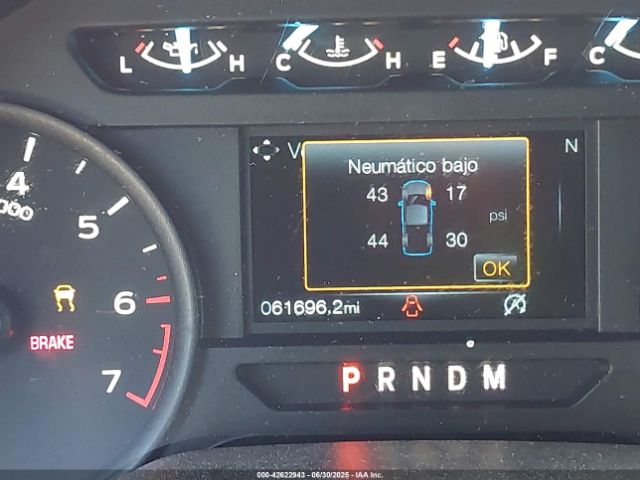 L H C H E F C
4
000
5
6
7
BRAKE
N
V
Neumático bajo
43 17
psi
44 30
OK
061696.2mi
P R N D M
000-42622943 - 06/30/2025 - IAA Inc.